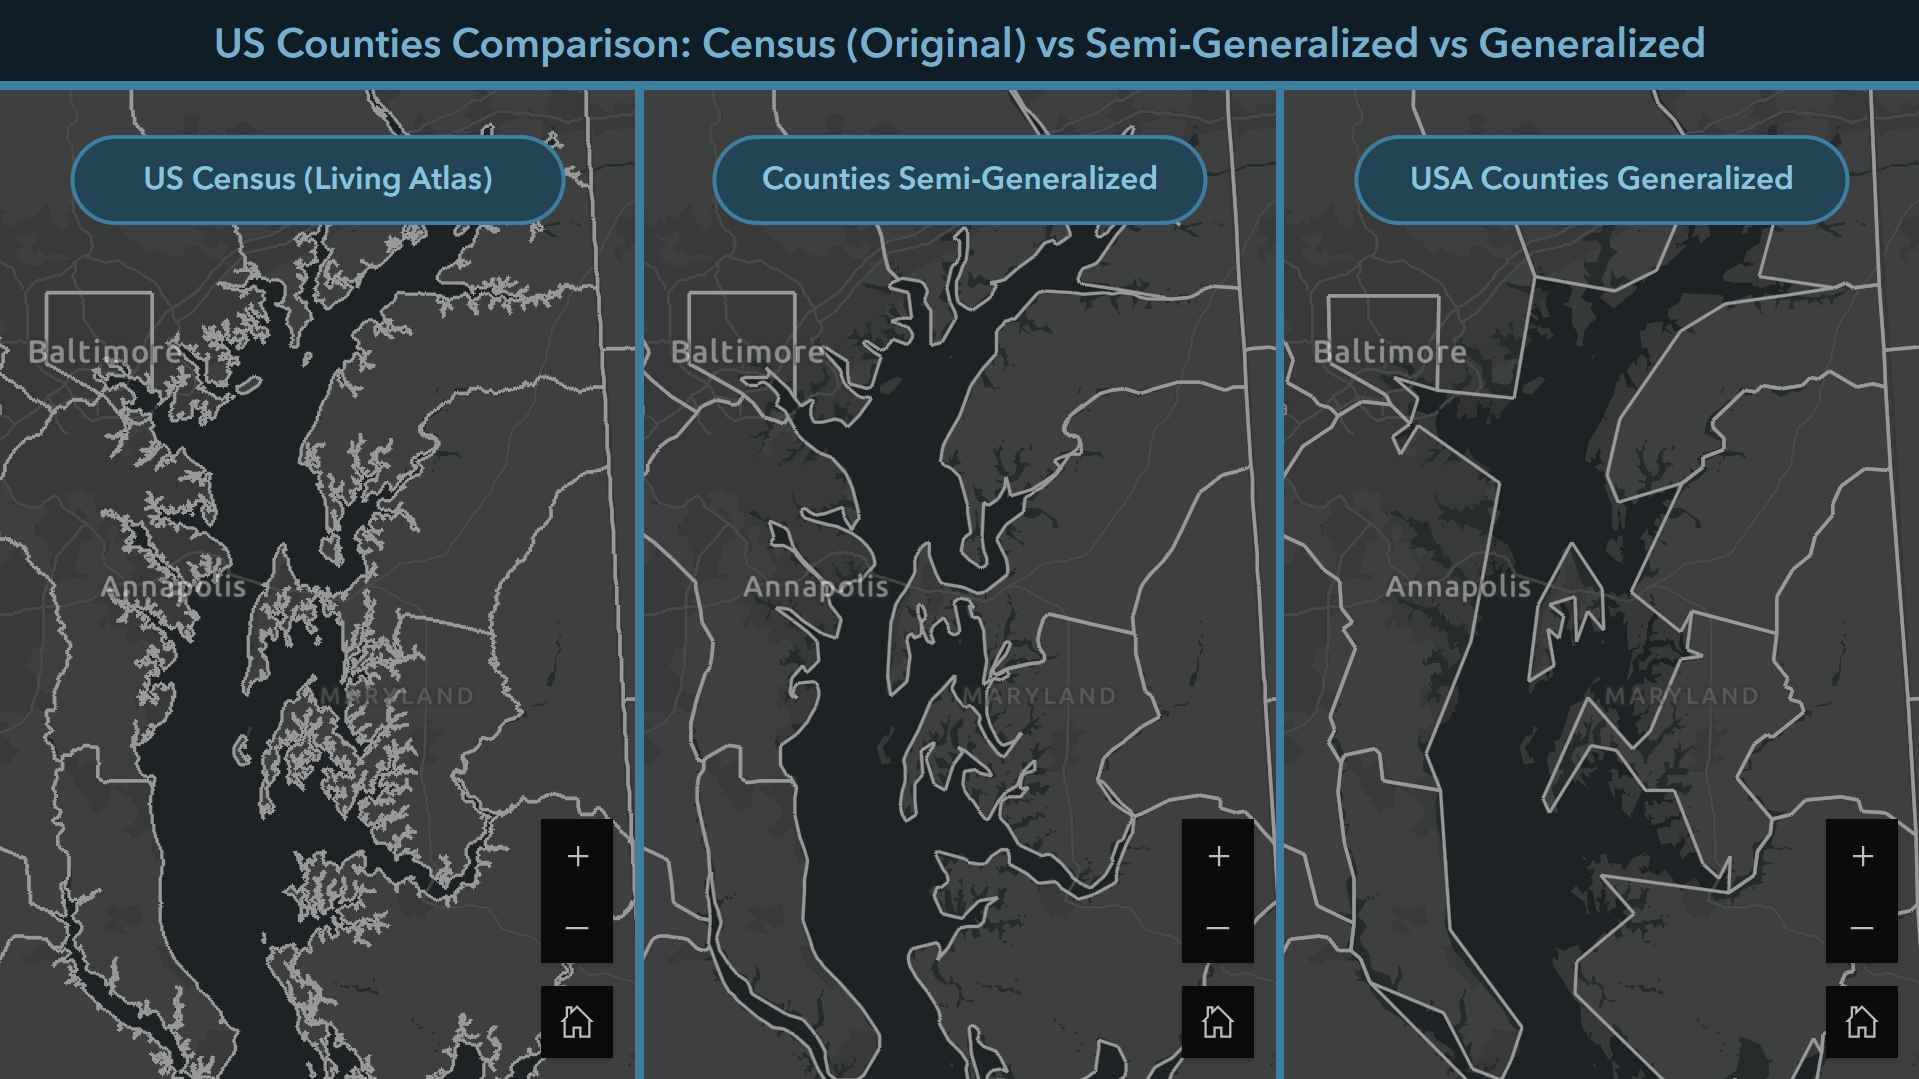 US Counties Comparison: Census (Original) vs Semi-Generalized vs Generalized
US Census (Living Atlas)
Counties Semi-Generalized
USA Counties Generalized
Baltimore
Baltimore
Baltimore
Annapolis
Annapolis
Annapolis
MARYLAND
MARYLAND
MARYLAND
+
+
+
−
−
−